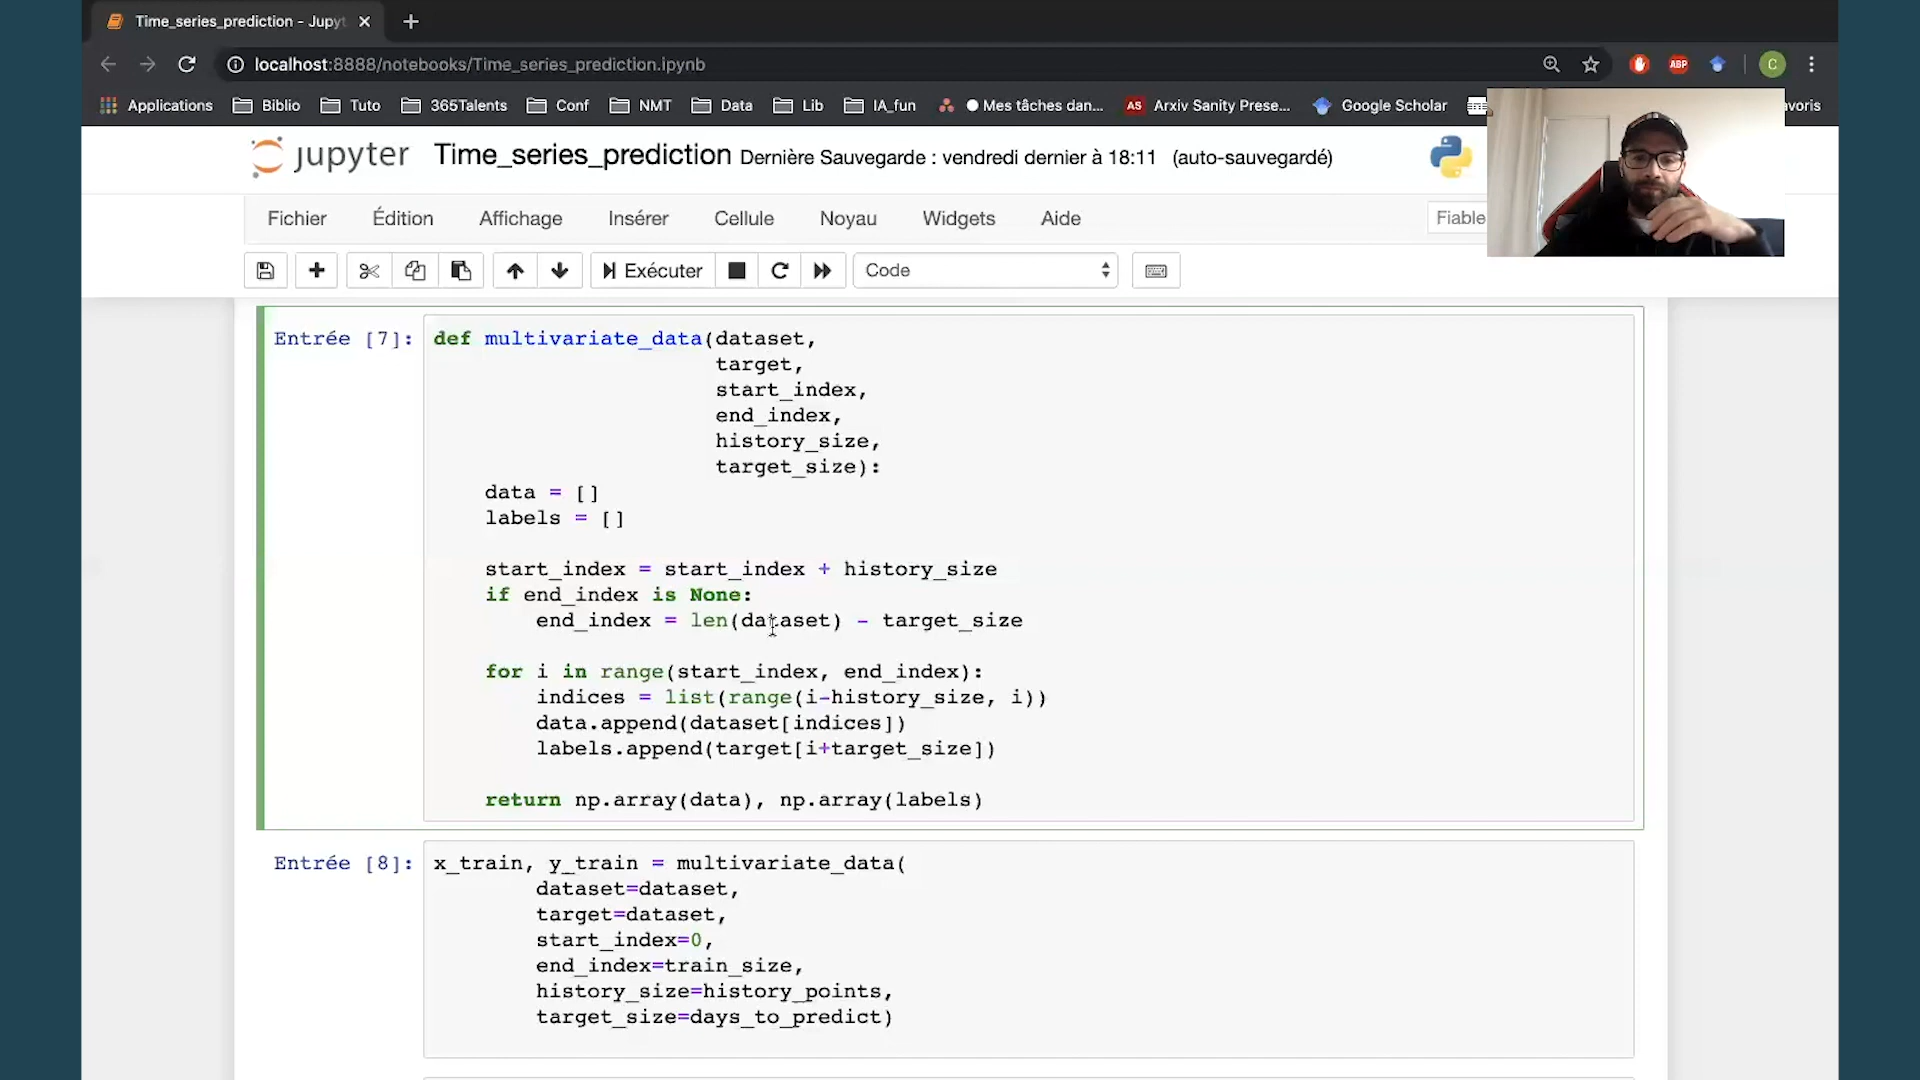 Time_series_prediction - Jupyt
localhost:8888/notebooks/Time_series_prediction.ipynb
ABP
C
Applications Biblio Tuto 365Talents Conf NMT Data Lib IA_fun Mes tâches dan... AS Arxiv Sanity Prese... Google Scholar avoris
jupyter Time_series_prediction Dernière Sauvegarde : vendredi dernier à 18:11 (auto-sauvegardé)
Fichier Édition Affichage Insérer Cellule Noyau Widgets Aide Fiable
Exécuter Code
Entrée [7]: def multivariate_data(dataset,
target,
start_index,
end_index,
history_size,
target_size):
data = []
labels = []
start_index = start_index + history_size
if end_index is None:
end_index = len(dataset) - target_size
for i in range(start_index, end_index):
indices = list(range(i-history_size, i))
data.append(dataset[indices])
labels.append(target[i+target_size])
return np.array(data), np.array(labels)
Entrée [8]: x_train, y_train = multivariate_data(
dataset=dataset,
target=dataset,
start_index=0,
end_index=train_size,
history_size=history_points,
target_size=days_to_predict)